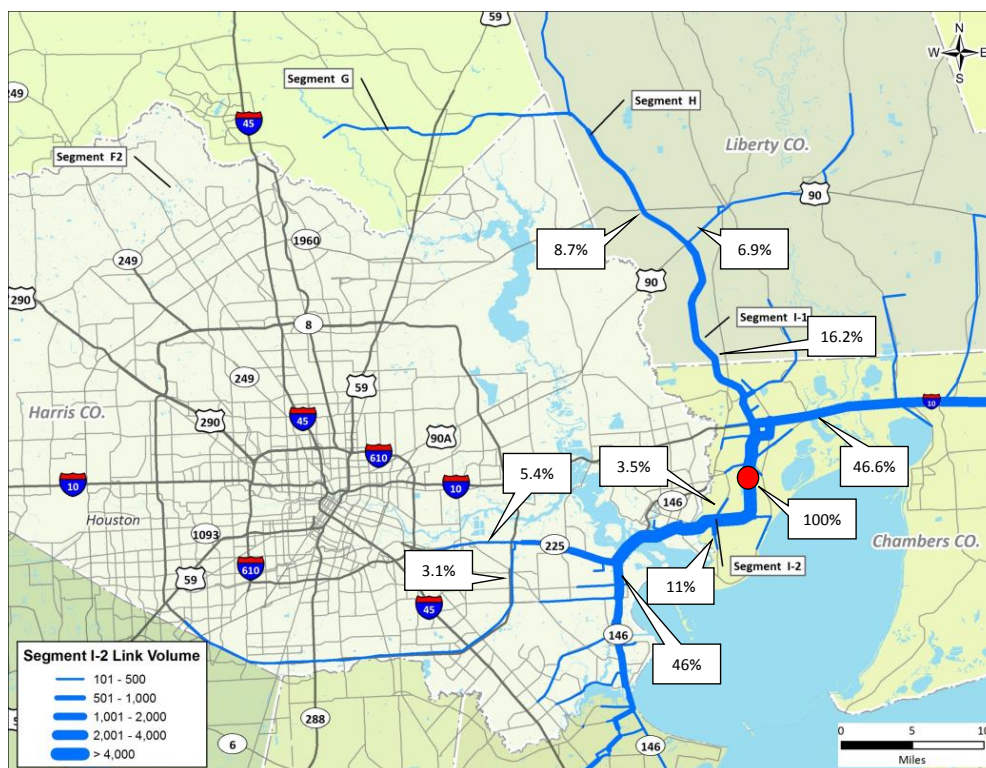 59
N
W E
S
249
Segment G
45
Segment H
Liberty CO.
Segment F2
90
1960
8.7%
6.9%
249
90
290
8
Segment I-1
16.2%
59
249
Harris CO.
290
45
90A
10
610
46.6%
10
5.4%
10
3.5%
146
Houston
100%
1093
225
Chambers CO.
59
610
3.1%
11%
Segment I-2
45
146
46%
Segment I-2 Link Volume
101 - 500
501 - 1,000
1,001 - 2,000
2,001 - 4,000
> 4,000
288
6
146
0 5 10
Miles